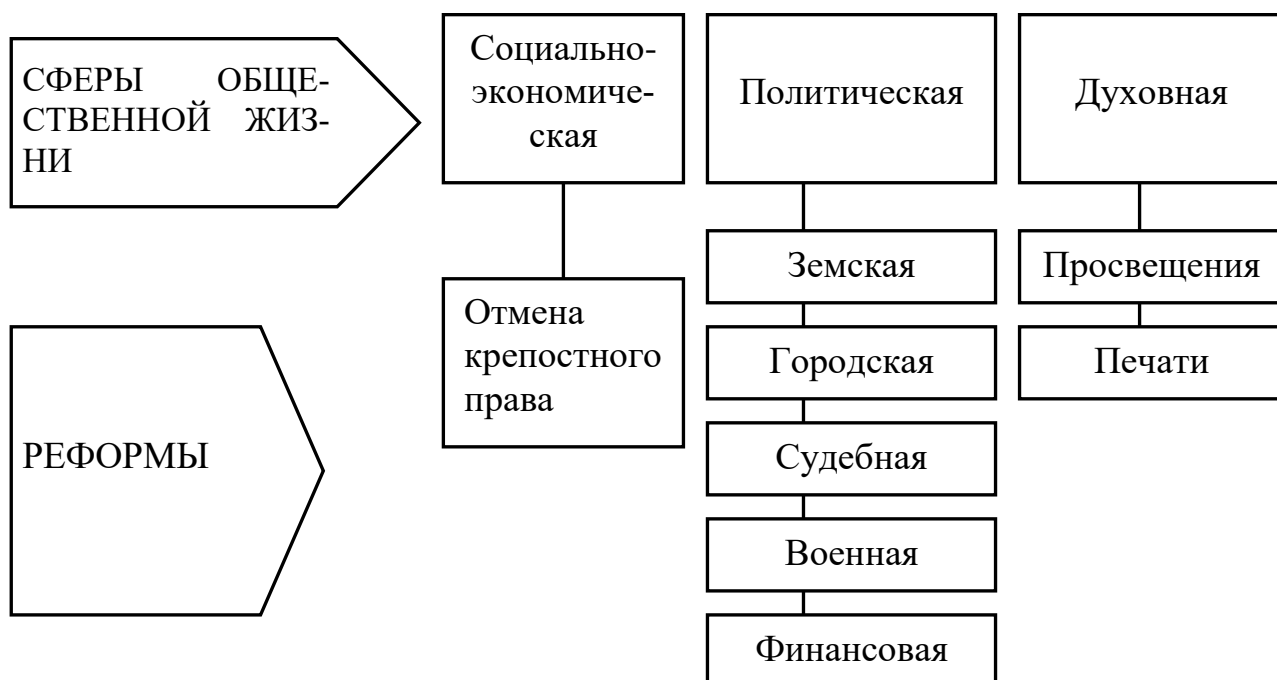 СФЕРЫ ОБЩЕ-
СТВЕННОЙ ЖИЗ-
НИ
Социально-
экономиче-
ская
Политическая
Духовная
РЕФОРМЫ
Отмена
крепостного
права
Земская
Городская
Судебная
Военная
Финансовая
Просвещения
Печати